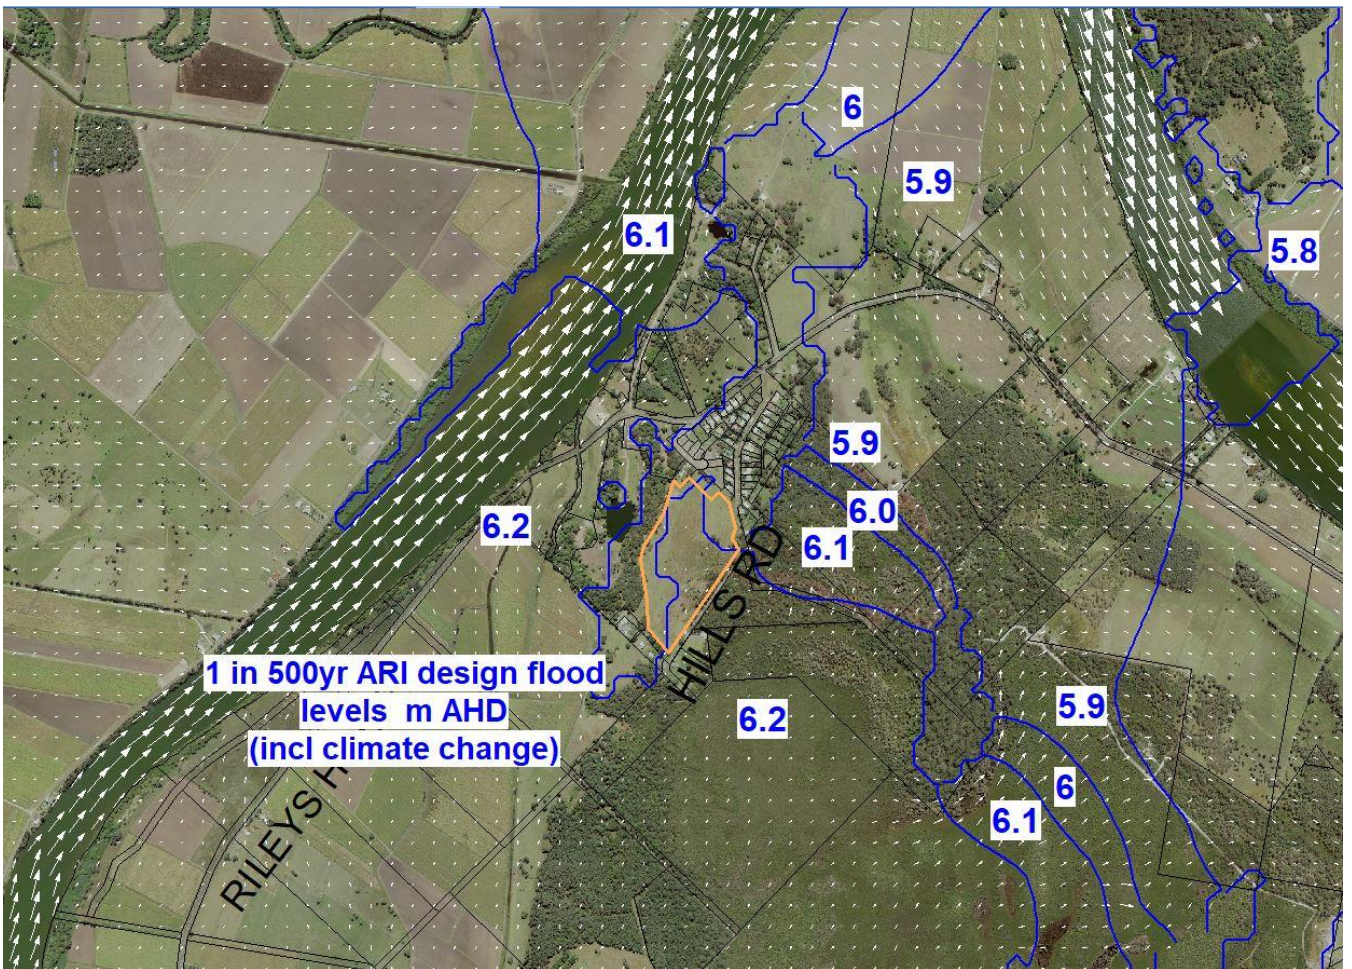 6
5.9
6.1
5.8
5.9
6.0
6.2
6.1
HILLS RD
1 in 500yr ARI design flood
levels m AHD
(incl climate change)
6.2
5.9
6
6.1
RILEYS H